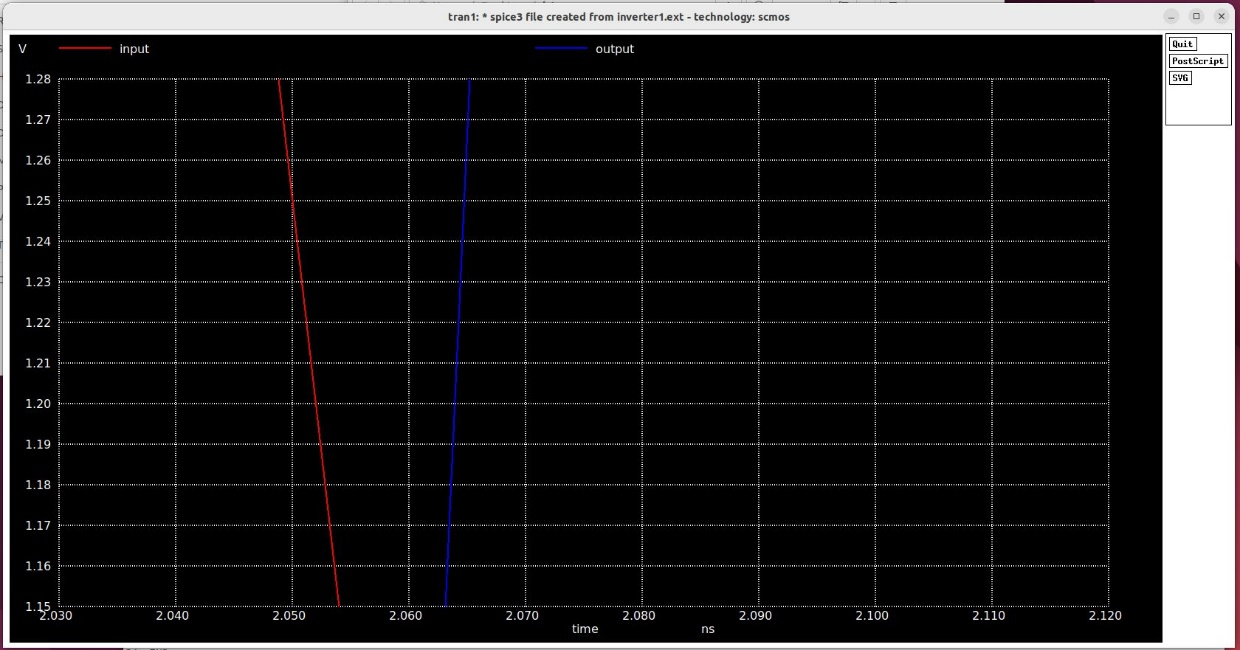 tran1: * spice3 file created from inverter1.ext - technology: scmos
V input output
Quit
PostScript
SVG
1.28
1.27
1.26
1.25
1.24
1.23
1.22
1.21
1.20
1.19
1.18
1.17
1.16
1.15
2.030 2.040 2.050 2.060 2.070 2.080 2.090 2.100 2.110 2.120
time ns